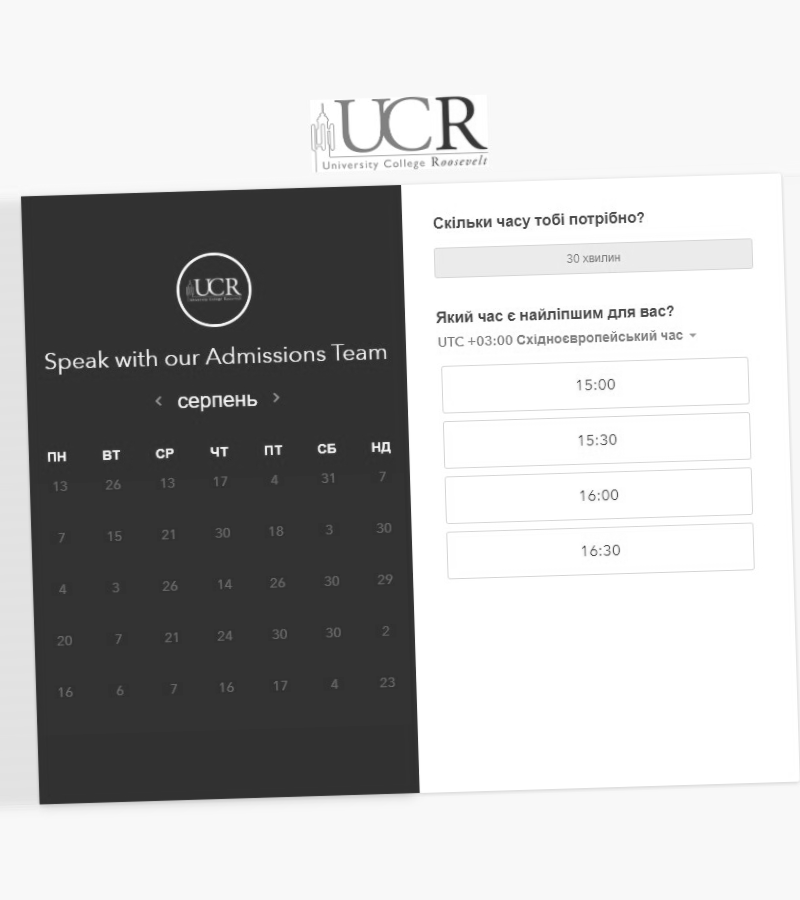 UCR
University College Roosevelt
UCR
University College Roosevelt
Speak with our Admissions Team
серпень
ПН ВТ СР ЧТ ПТ СБ НД
13 26 13 17 4 31 7
7 15 21 30 18 3 30
4 3 26 14 26 30 29
20 7 21 24 30 30 2
16 6 7 16 17 4 23
Скільки часу тобі потрібно?
30 хвилин
Який час є найліпшим для вас?
UTC +03:00 Східноєвропейський час
15:00
15:30
16:00
16:30